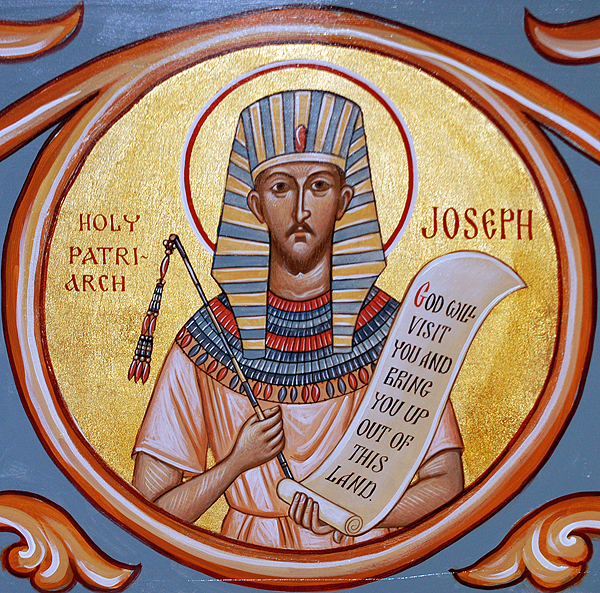 HOLY
PATRI-
ARCH
JOSEPH
GOD WILL
VISIT
YOU AND
BRING
YOU UP
OUT OF
THIS
LAND.